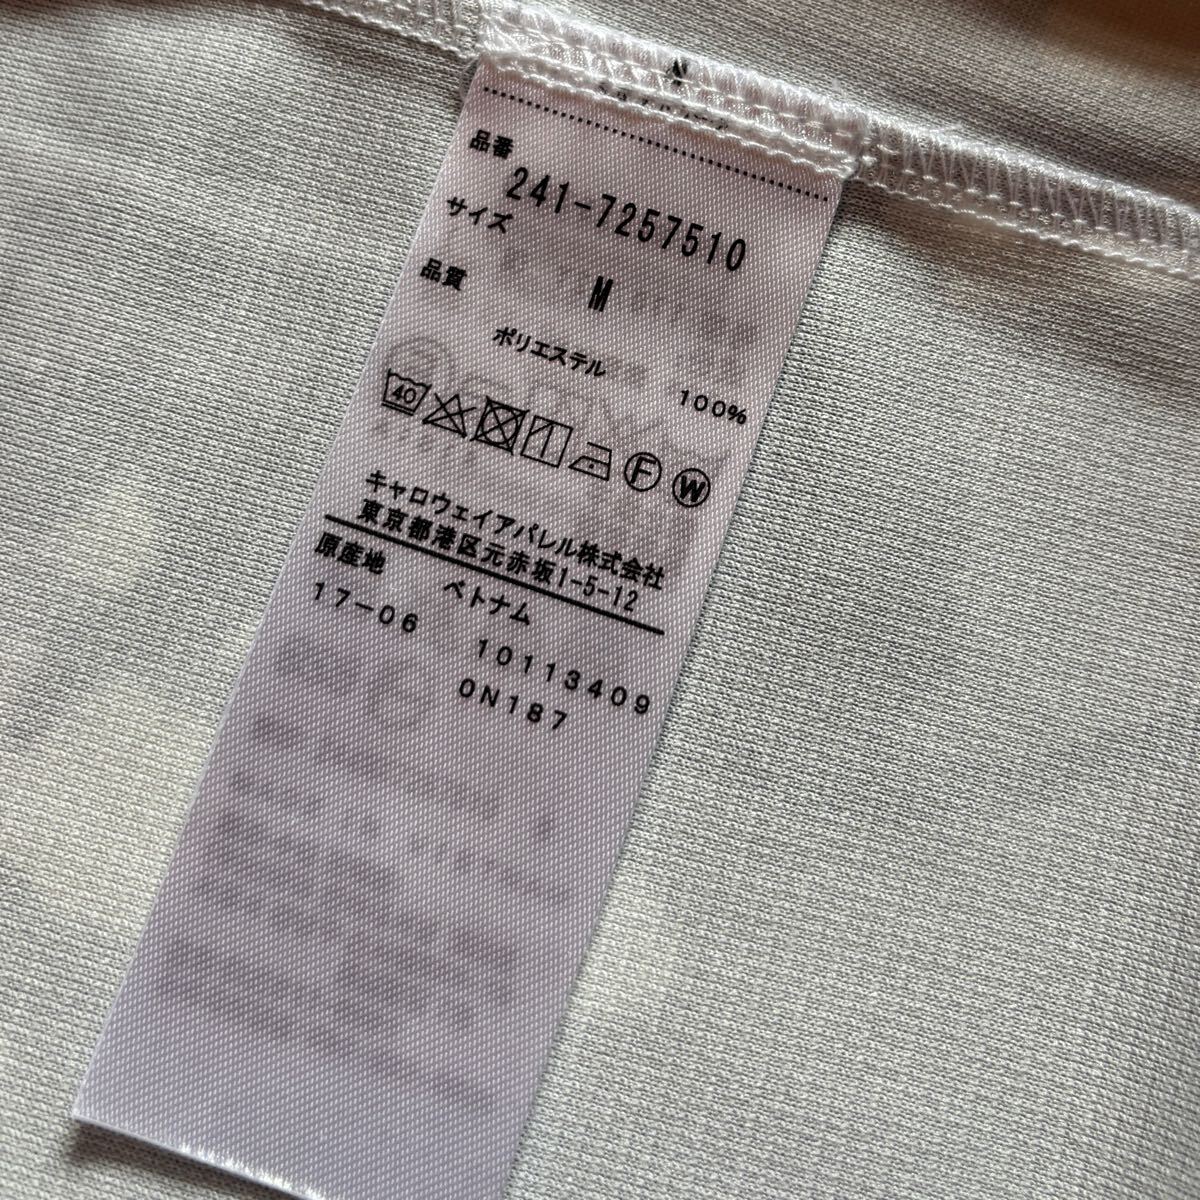 品番
241-7257510
サイズ
M
品質
ポリエステル
100%
40
F W
キャロウェイアパレル株式会社
東京都港区元赤坂1-5-12
原産地 ベトナム
17-06 10113409
0N187